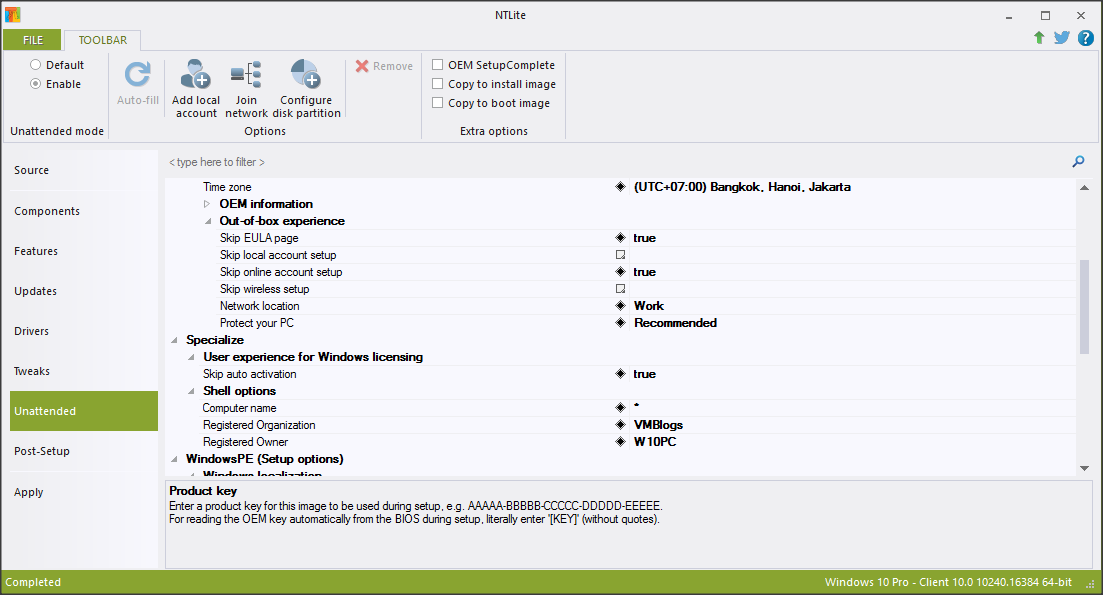 NTLite
FILE
TOOLBAR
Default
Enable
Unattended mode
Auto-fill
Add local account
Join network
Configure disk partition
Options
Remove
OEM SetupComplete
Copy to install image
Copy to boot image
Extra options
Source
Components
Features
Updates
Drivers
Tweaks
Unattended
Post-Setup
Apply
< type here to filter >
Time zone (UTC+07:00) Bangkok, Hanoi, Jakarta
OEM information
Out-of-box experience
Skip EULA page true
Skip local account setup
Skip online account setup true
Skip wireless setup
Network location Work
Protect your PC Recommended
Specialize
User experience for Windows licensing
Skip auto activation true
Shell options
Computer name *
Registered Organization VMBlogs
Registered Owner W10PC
WindowsPE (Setup options)
Windows localization
Product key
Enter a product key for this image to be used during setup, e.g. AAAAA-BBBBB-CCCCC-DDDDD-EEEEE.
For reading the OEM key automatically from the BIOS during setup, literally enter '[KEY]' (without quotes).
Completed
Windows 10 Pro - Client 10.0 10240.16384 64-bit